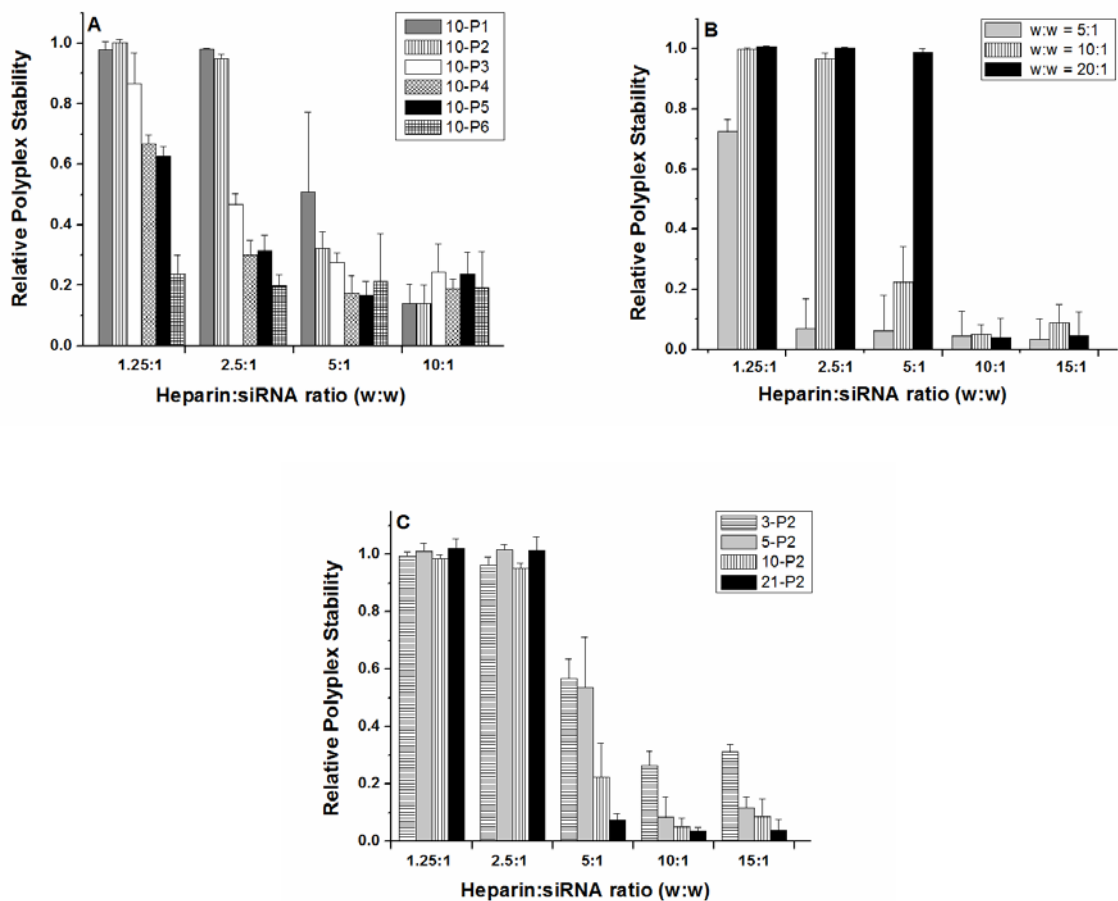 A
10-P1
10-P2
10-P3
10-P4
10-P5
10-P6
Relative Polyplex Stability
1.0
0.8
0.6
0.4
0.2
0.0
1.25:1 2.5:1 5:1 10:1
Heparin:siRNA ratio (w:w)
B
w:w = 5:1
w:w = 10:1
w:w = 20:1
Relative Polyplex Stability
1.0
0.8
0.6
0.4
0.2
0.0
1.25:1 2.5:1 5:1 10:1 15:1
Heparin:siRNA ratio (w:w)
C
3-P2
5-P2
10-P2
21-P2
Relative Polyplex Stability
1.0
0.8
0.6
0.4
0.2
0.0
1.25:1 2.5:1 5:1 10:1 15:1
Heparin:siRNA ratio (w:w)